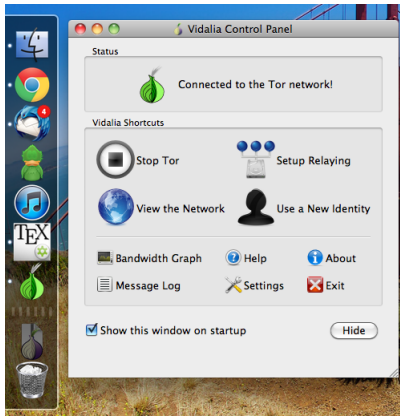 Vidalia Control Panel
Status
Connected to the Tor network!
4
Vidalia Shortcuts
Stop Tor
Setup Relaying
View the Network
Use a New Identity
TEX
Bandwidth Graph
Help
About
Message Log
Settings
Exit
Show this window on startup
Hide